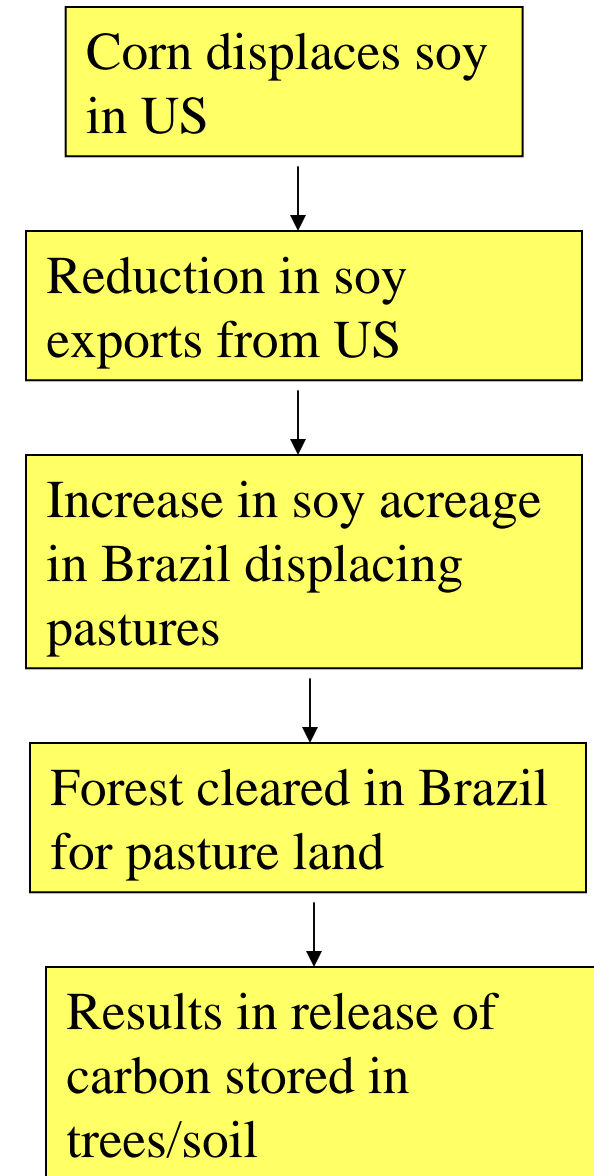 Corn displaces soy
in US
Reduction in soy
exports from US
Increase in soy acreage
in Brazil displacing
pastures
Forest cleared in Brazil
for pasture land
Results in release of
carbon stored in
trees/soil